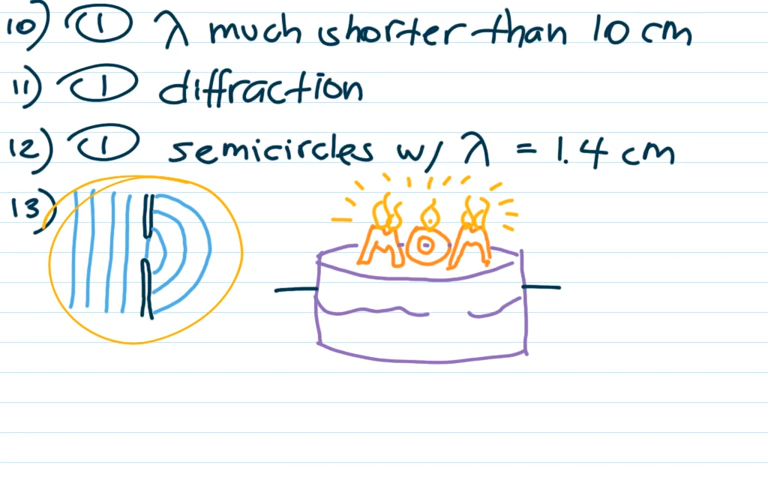 10) ① λ much shorter than 10 cm
11) ① diffraction
12) ① semicircles w/ λ = 1.4 cm
13)
MOM